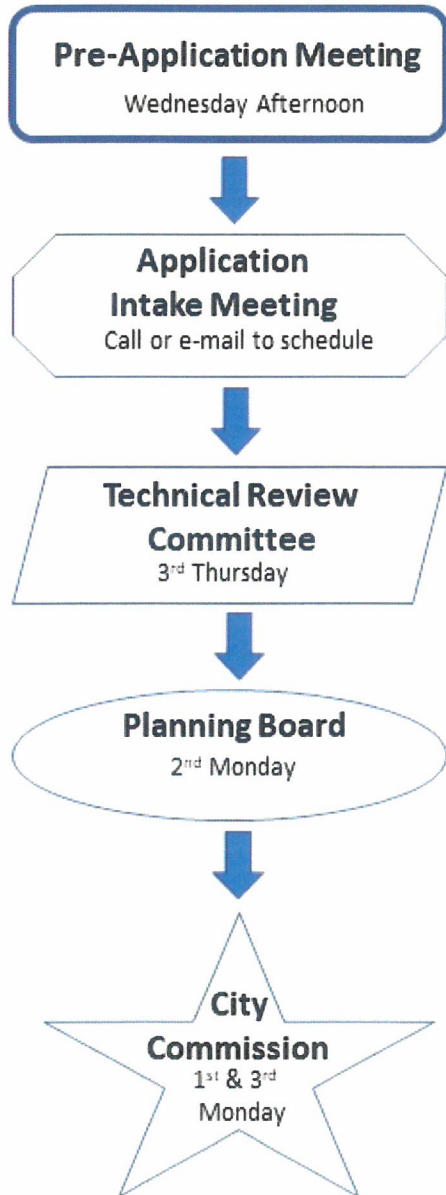 Pre-Application Meeting
Wednesday Afternoon
Application
Intake Meeting
Call or e-mail to schedule
Technical Review
Committee
3rd Thursday
Planning Board
2nd Monday
City
Commission
1st & 3rd
Monday